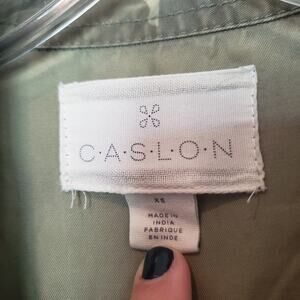 C·A·S·L·O·N
XS
MADE IN
INDIA
FABRIQUE
EN INDE